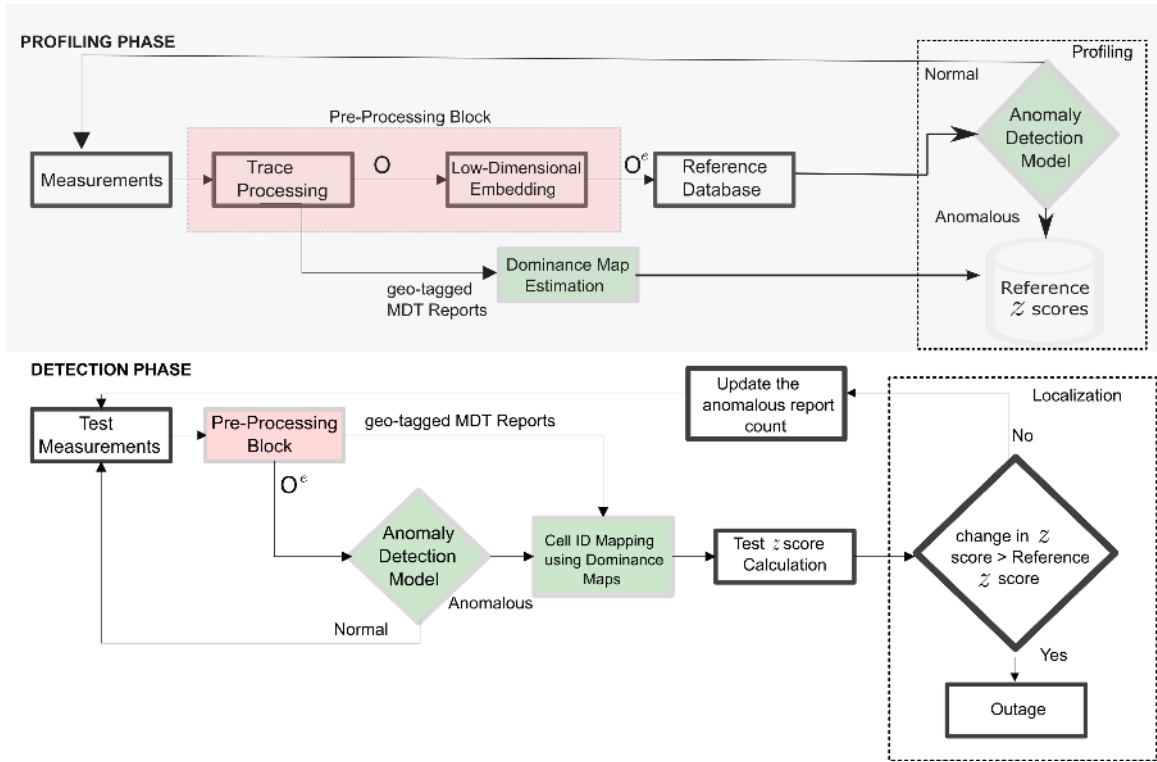 PROFILING PHASE
Profiling
Normal
Pre-Processing Block
Anomaly
Detection
Model
Measurements
Trace
Processing
O
Low-Dimensional
Embedding
O^e
Reference
Database
Anomalous
geo-tagged
MDT Reports
Dominance Map
Estimation
Reference
z scores
DETECTION PHASE
Update the
anomalous report
count
Localization
Test
Measurements
Pre-Processing
Block
geo-tagged MDT Reports
No
O^e
Anomaly
Detection
Model
Cell ID Mapping
using Dominance
Maps
Test z score
Calculation
change in z
score > Reference
z score
Anomalous
Normal
Yes
Outage